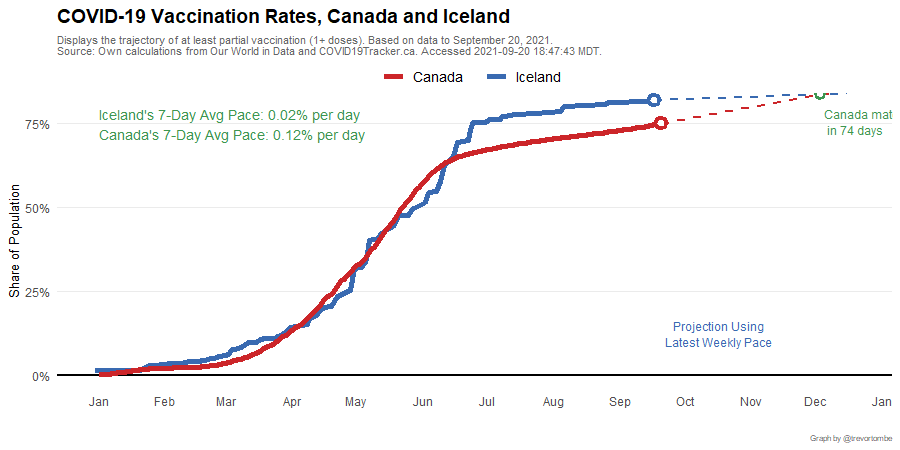 COVID-19 Vaccination Rates, Canada and Iceland
Displays the trajectory of at least partial vaccination (1+ doses). Based on data to September 20, 2021.
Source: Own calculations from Our World in Data and COVID19Tracker.ca. Accessed 2021-09-20 18:47:43 MDT.
Canada Iceland
Iceland's 7-Day Avg Pace: 0.02% per day
Canada's 7-Day Avg Pace: 0.12% per day
Canada mat
in 74 days
75%
50%
25%
0%
Share of Population
Projection Using
Latest Weekly Pace
Jan Feb Mar Apr May Jun Jul Aug Sep Oct Nov Dec Jan
Graph by @trevortombe